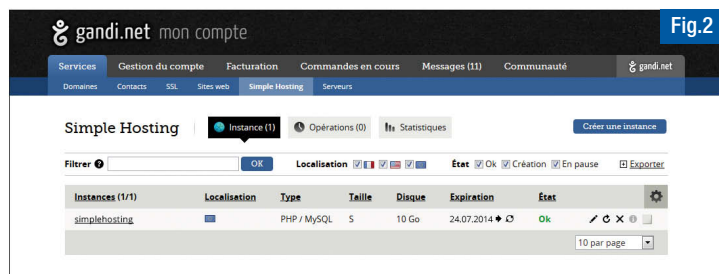 Fig.2
gandi.net mon compte
Services Gestion du compte Facturation Commandes en cours Messages (11) Communauté gandi.net
Domaines Contacts SSL Sites web Simple Hosting Serveurs
Simple Hosting Instance (1) Opérations (0) Statistiques Créer une instance
Filtrer OK Localisation État Ok Création En pause Exporter
Instances (1/1) Localisation Type Taille Disque Expiration État
simplehosting PHP / MySQL S 10 Go 24.07.2014 Ok
10 par page